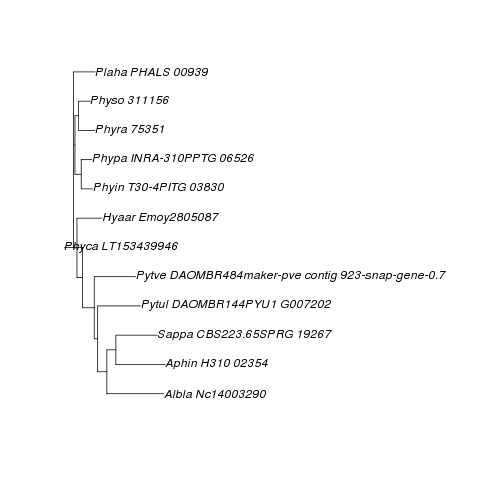 Plaha PHALS 00939
Physo 311156
Phyra 75351
Phypa INRA-310PPTG 06526
Phyin T30-4PITG 03830
Hyaar Emoy2805087
Phyca LT153439946
Pytve DAOMBR484maker-pve contig 923-snap-gene-0.7
Pytul DAOMBR144PYU1 G007202
Sappa CBS223.65SPRG 19267
Aphin H310 02354
Albla Nc14003290